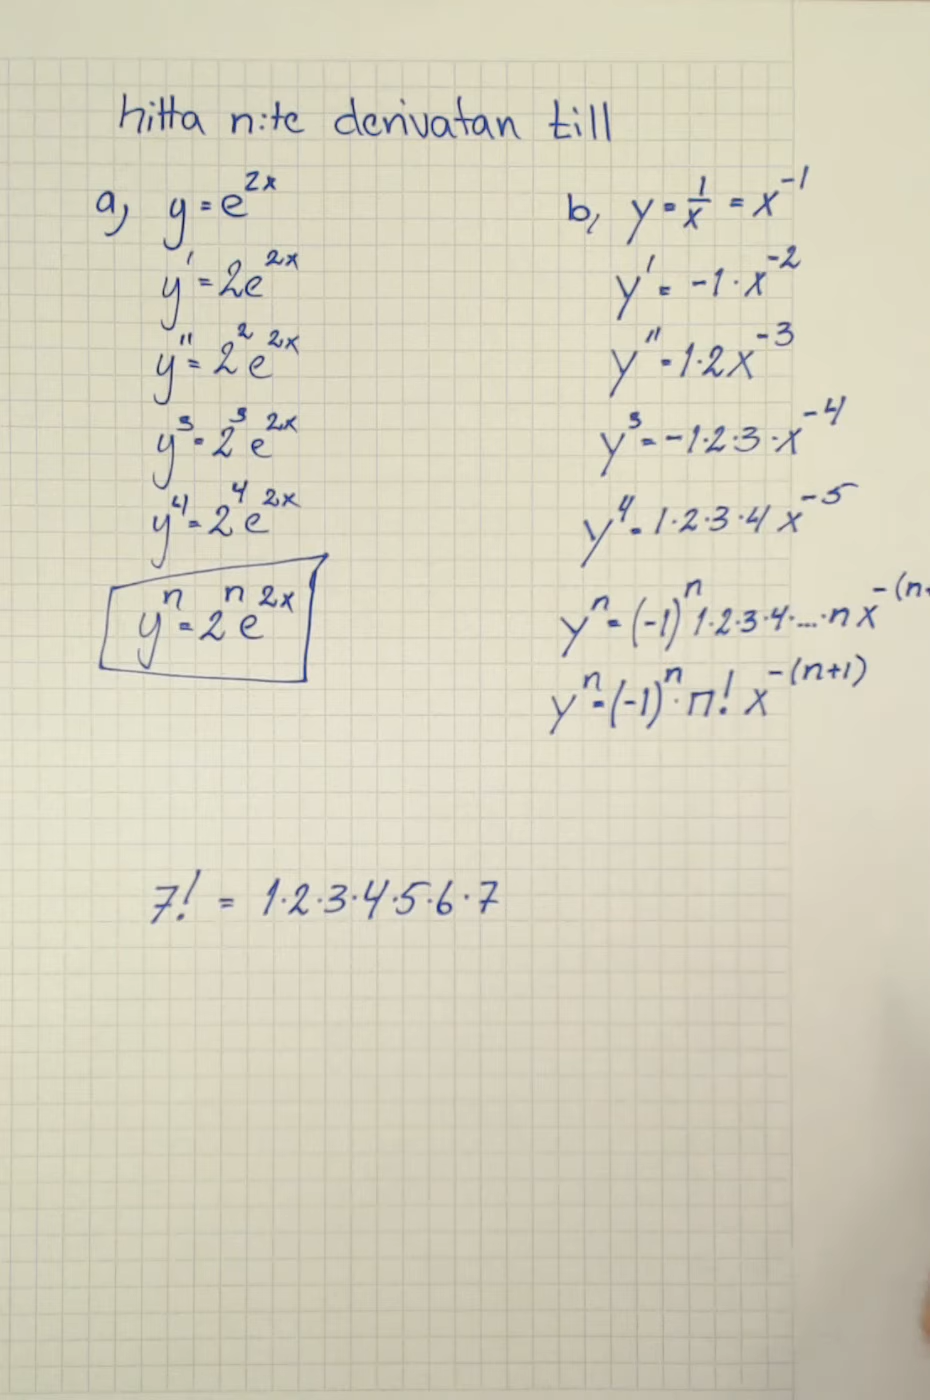 hitta n:te derivatan till
a) y = e^{2x}
y' = 2e^{2x}
y'' = 2^2 e^{2x}
y^3 = 2^3 e^{2x}
y^4 = 2^4 e^{2x}
y^n = 2^n e^{2x}
b, y = 1/x = x^{-1}
y' = -1·x^{-2}
y'' = 1·2x^{-3}
y^3 = -1·2·3·x^{-4}
y^4 = 1·2·3·4 x^{-5}
y^n = (-1)^n 1·2·3·4·...·n x^{-(n
y^n = (-1)^n · n! x^{-(n+1)}
7! = 1·2·3·4·5·6·7